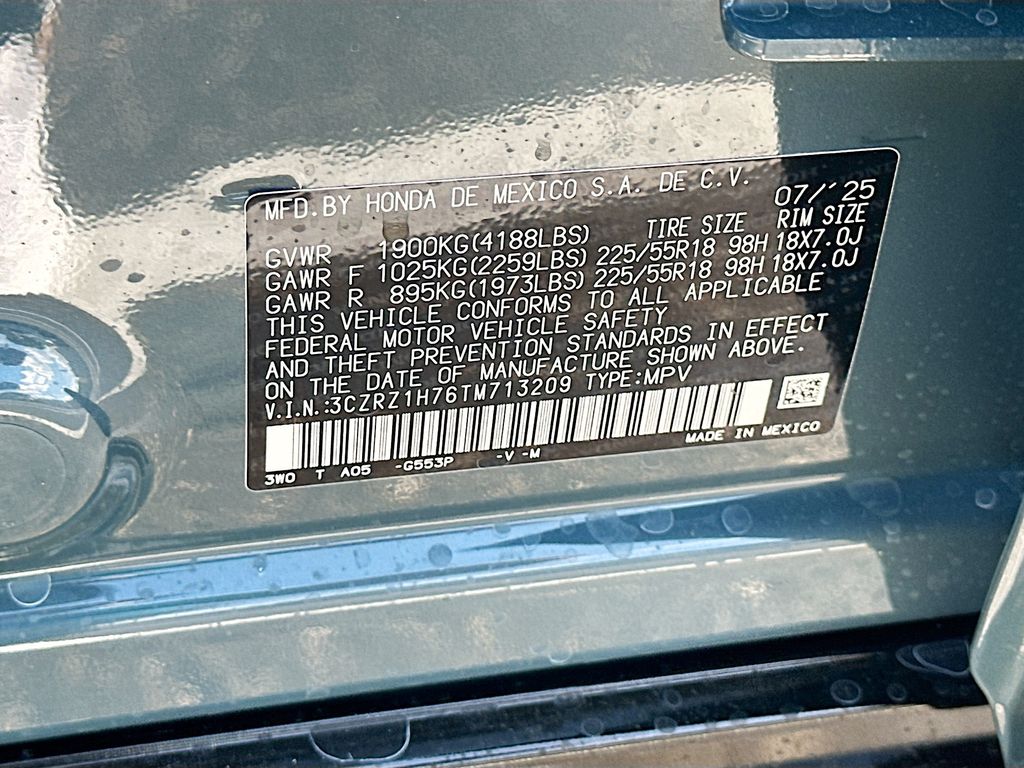 MFD.BY HONDA DE MEXICO S.A. DE C.V. 07/´25
TIRE SIZE RIM SIZE
GVWR 1900KG(4188LBS)
GAWR F 1025KG(2259LBS) 225/55R18 98H 18X7.0J
GAWR R 895KG(1973LBS) 225/55R18 98H 18X7.0J
THIS VEHICLE CONFORMS TO ALL APPLICABLE
FEDERAL MOTOR VEHICLE SAFETY
AND THEFT PREVENTION STANDARDS IN EFFECT
ON THE DATE OF MANUFACTURE SHOWN ABOVE.
V.I.N.:3CZRZ1H76TM713209 TYPE:MPV
MADE IN MEXICO
3WO T A05 -G553P -V -M